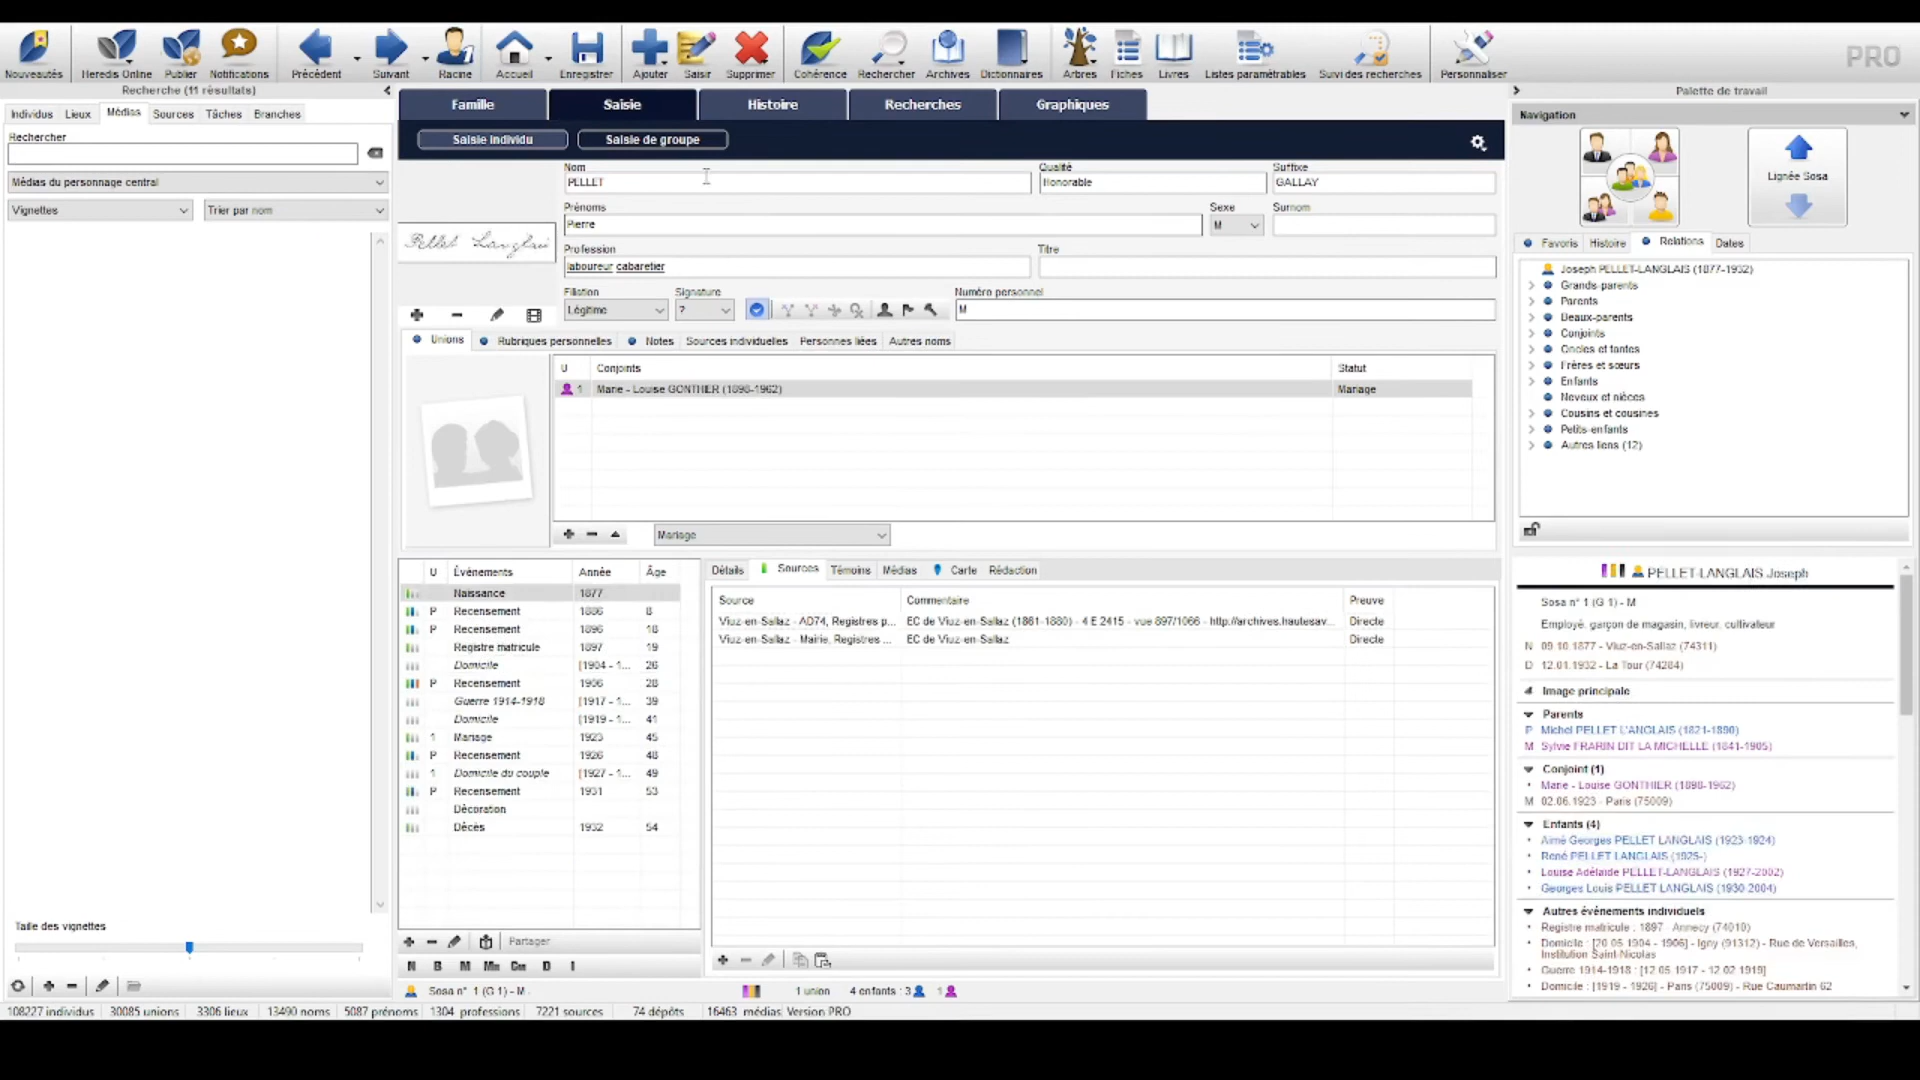 Nouveautés
Heredis Online
Publier
Notifications
Précédent
Suivant
Racine
Accueil
Enregistrer
Ajouter
Saisir
Supprimer
Cohérence
Rechercher
Archives
Dictionnaires
Arbres
Fiches
Livres
Listes paramétrables
Suivi des recherches
Personnaliser
PRO
Recherche (11 résultats)
Individus
Lieux
Médias
Sources
Tâches
Branches
Rechercher
Médias du personnage central
Vignettes
Trier par nom
Taille des vignettes
Famille
Saisie
Histoire
Recherches
Graphiques
Saisie individu
Saisie de groupe
Nom
PELLET
Qualité
Honorable
Suffixe
GALLAY
Prénoms
Pierre
Sexe
M
Surnom
Pellet Langlais
Profession
laboureur cabaretier
Titre
Filiation
Légitime
Signature
?
Numéro personnel
M
Unions
Rubriques personnelles
Notes
Sources individuelles
Personnes liées
Autres noms
U Conjoints Statut
1 Marie - Louise GONTHIER (1898-1962) Mariage
Mariage
U Événements Année Âge
Naissance 1877
P Recensement 1886 8
P Recensement 1896 18
Registre matricule 1897 19
Domicile [1904 - 1... 26
P Recensement 1906 28
Guerre 1914-1918 [1917 - 1... 39
Domicile [1919 - 1... 41
1 Mariage 1923 45
P Recensement 1926 48
1 Domicile du couple [1927 - 1... 49
P Recensement 1931 53
Décoration
Décès 1932 54
Partager
N B M Mm Cm D I
Détails
Sources
Témoins
Médias
Carte
Rédaction
Source Commentaire Preuve
Viuz-en-Sallaz - AD74, Registres p... EC de Viuz-en-Sallaz (1861-1880) - 4 E 2415 - vue 897/1066 - http://archives.hautesav... Directe
Viuz-en-Sallaz - Mairie, Registres ... EC de Viuz-en-Sallaz Directe
Sosa n° 1 (G 1) - M
1 union
4 enfants : 3
1
Palette de travail
Navigation
Lignée Sosa
Favoris
Histoire
Relations
Dates
Joseph PELLET-LANGLAIS (1877-1932)
Grands-parents
Parents
Beaux-parents
Conjoints
Oncles et tantes
Frères et sœurs
Enfants
Neveux et nièces
Cousins et cousines
Petits-enfants
Autres liens (12)
PELLET-LANGLAIS Joseph
Sosa n° 1 (G 1) - M
Employé, garçon de magasin, livreur, cultivateur
N 09.10.1877 - Viuz-en-Sallaz (74311)
D 12.01.1932 - La Tour (74284)
Image principale
Parents
P Michel PELLET L'ANGLAIS (1821-1890)
M Sylvie FRARIN DIT LA MICHELLE (1841-1905)
Conjoint (1)
Marie - Louise GONTHIER (1898-1962)
M 02.06.1923 - Paris (75009)
Enfants (4)
Aimé Georges PELLET LANGLAIS (1923-1924)
René PELLET LANGLAIS (1925-)
Louise Adélaïde PELLET-LANGLAIS (1927-2002)
Georges Louis PELLET LANGLAIS (1930-2004)
Autres événements individuels
Registre matricule : 1897 - Annecy (74010)
Domicile : [20 05 1904 - 1906] - Igny (91312) - Rue de Versailles,
Institution Saint-Nicolas
Guerre 1914-1918 : [12 05 1917 - 12 02 1919]
Domicile : [1919 - 1926] - Paris (75009) - Rue Caumartin 62
108227 individus
30085 unions
3306 lieux
13490 noms
5087 prénoms
1304 professions
7221 sources
74 dépôts
16463 médias
Version PRO